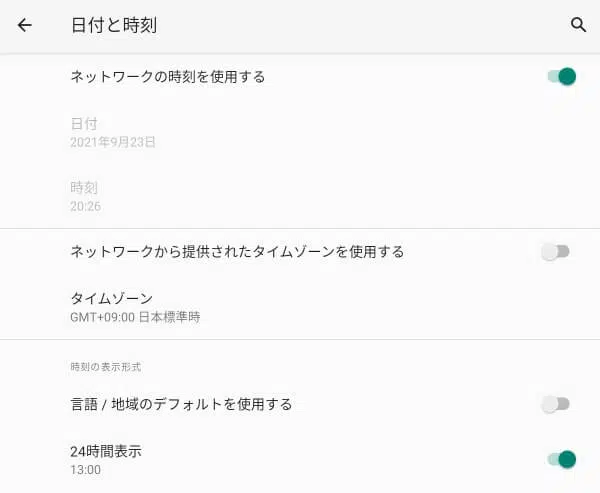 日付と時刻
ネットワークの時刻を使用する
日付
2021年9月23日
時刻
20:26
ネットワークから提供されたタイムゾーンを使用する
タイムゾーン
GMT+09:00 日本標準時
時刻の表示形式
言語 / 地域のデフォルトを使用する
24時間表示
13:00